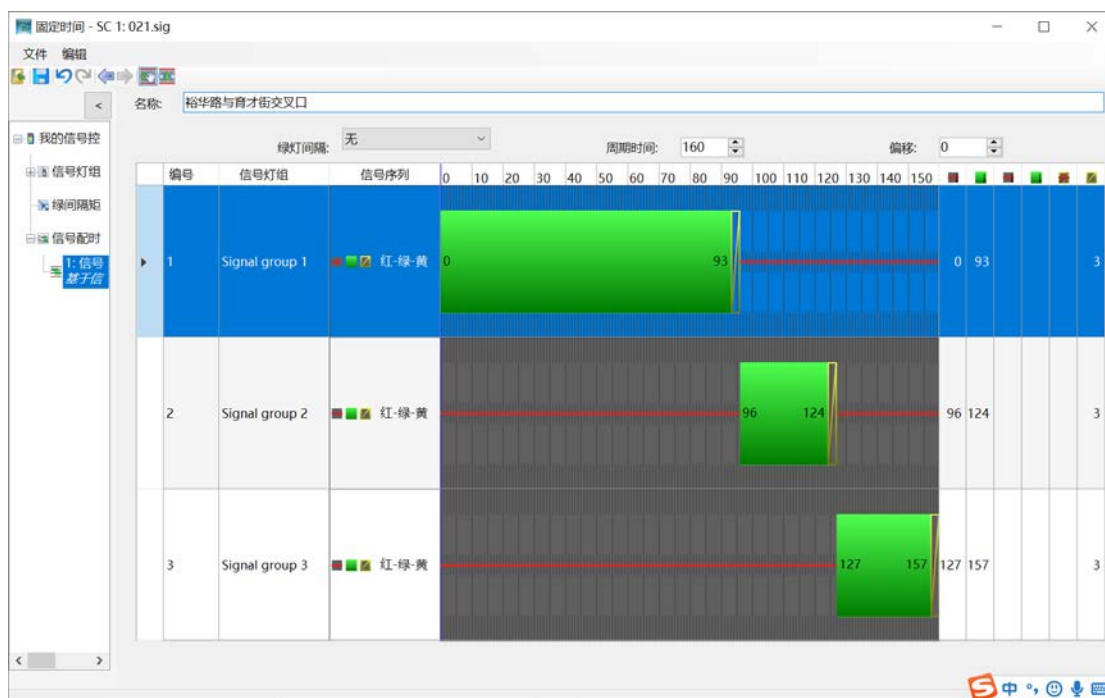 固定时间 - SC 1: 021.sig
文件 编辑
<
名称: 裕华路与育才街交叉口
我的信号控
信号灯组
绿间隔矩
信号配时
1: 信号
基于信
绿灯间隔: 无 周期时间: 160 偏移: 0
编号 信号灯组 信号序列 0 10 20 30 40 50 60 70 80 90 100 110 120 130 140 150
1 Signal group 1 红-绿-黄 0 93 0 93 3
2 Signal group 2 红-绿-黄 96 124 96 124 3
3 Signal group 3 红-绿-黄 127 157 127 157 3
< >
S 中